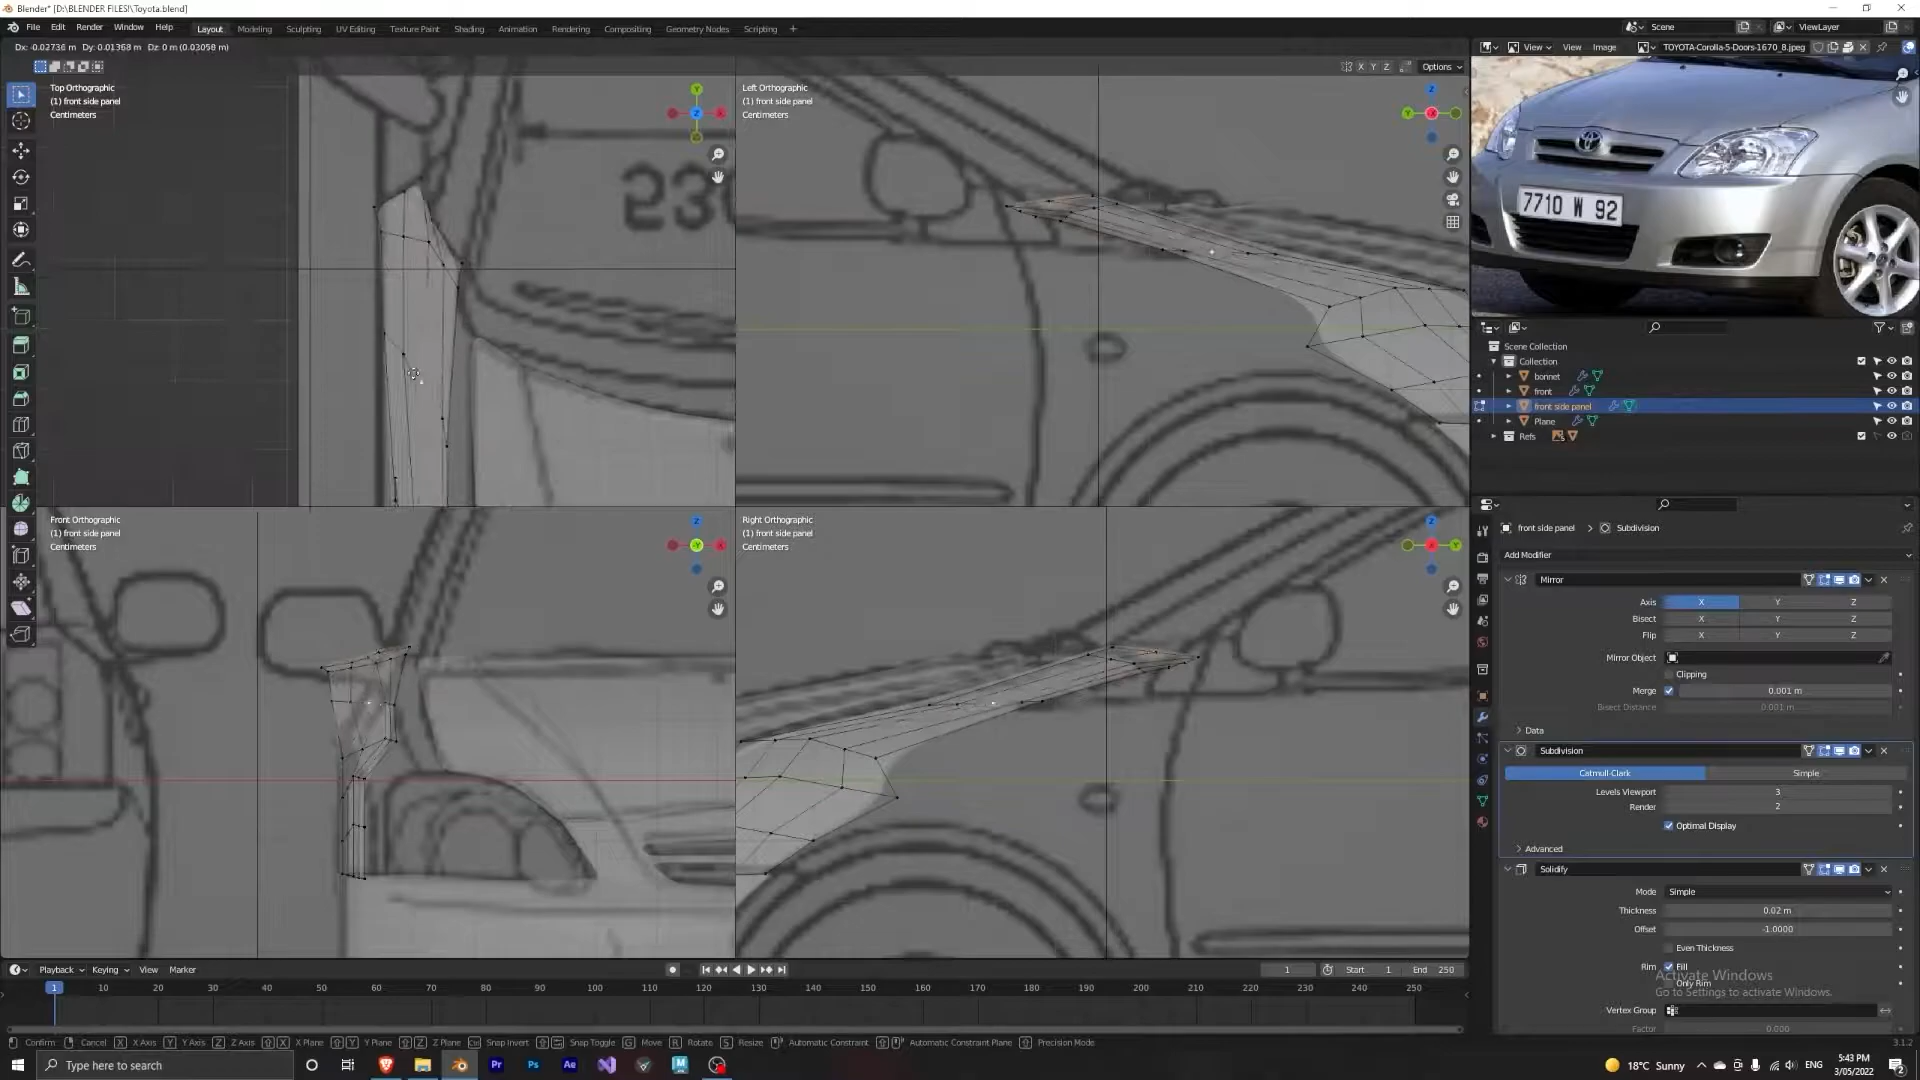 Blender* [D:\BLENDER FILES!\Toyota.blend]
File Edit Render Window Help
Layout Modeling Sculpting UV Editing Texture Paint Shading Animation Rendering Compositing Geometry Nodes Scripting +
Scene
ViewLayer
Dx: -0.02736 m Dy: 0.01368 m Dz: 0 m (0.03058 m)
View View Image TOYOTA-Corolla-5-Doors-1670_8.jpeg
X Y Z Options
Top Orthographic
(1) front side panel
Centimeters
Left Orthographic
(1) front side panel
Centimeters
Front Orthographic
(1) front side panel
Centimeters
Right Orthographic
(1) front side panel
Centimeters
7710 W 92
Scene Collection
Collection
bonnet
front
front side panel
Plane
Refs
front side panel > Subdivision
Add Modifier
Mirror
Axis X Y Z
Bisect X Y Z
Flip X Y Z
Mirror Object
Clipping
Merge 0.001 m
Bisect Distance 0.001 m
Data
Subdivision
Catmull-Clark Simple
Levels Viewport 3
Render 2
Optimal Display
Advanced
Solidify
Mode Simple
Thickness 0.02 m
Offset -1.0000
Even Thickness
Rim Fill
Only Rim
Vertex Group
Factor 0.000
Activate Windows
Go to Settings to activate Windows.
Playback Keying View Marker
1 Start 1 End 250
1 10 20 30 40 50 60 70 80 90 100 110 120 130 140 150 160 170 180 190 200 210 220 230 240 250
Confirm Cancel X X Axis Y Y Axis Z Z Axis X X Plane Y Y Plane Z Z Plane Snap Invert Snap Toggle G Move R Rotate S Resize Automatic Constraint Automatic Constraint Plane Precision Mode
3.1.2
Type here to search
Pr Ps Ae
18°C Sunny
ENG
5:43 PM
3/05/2022